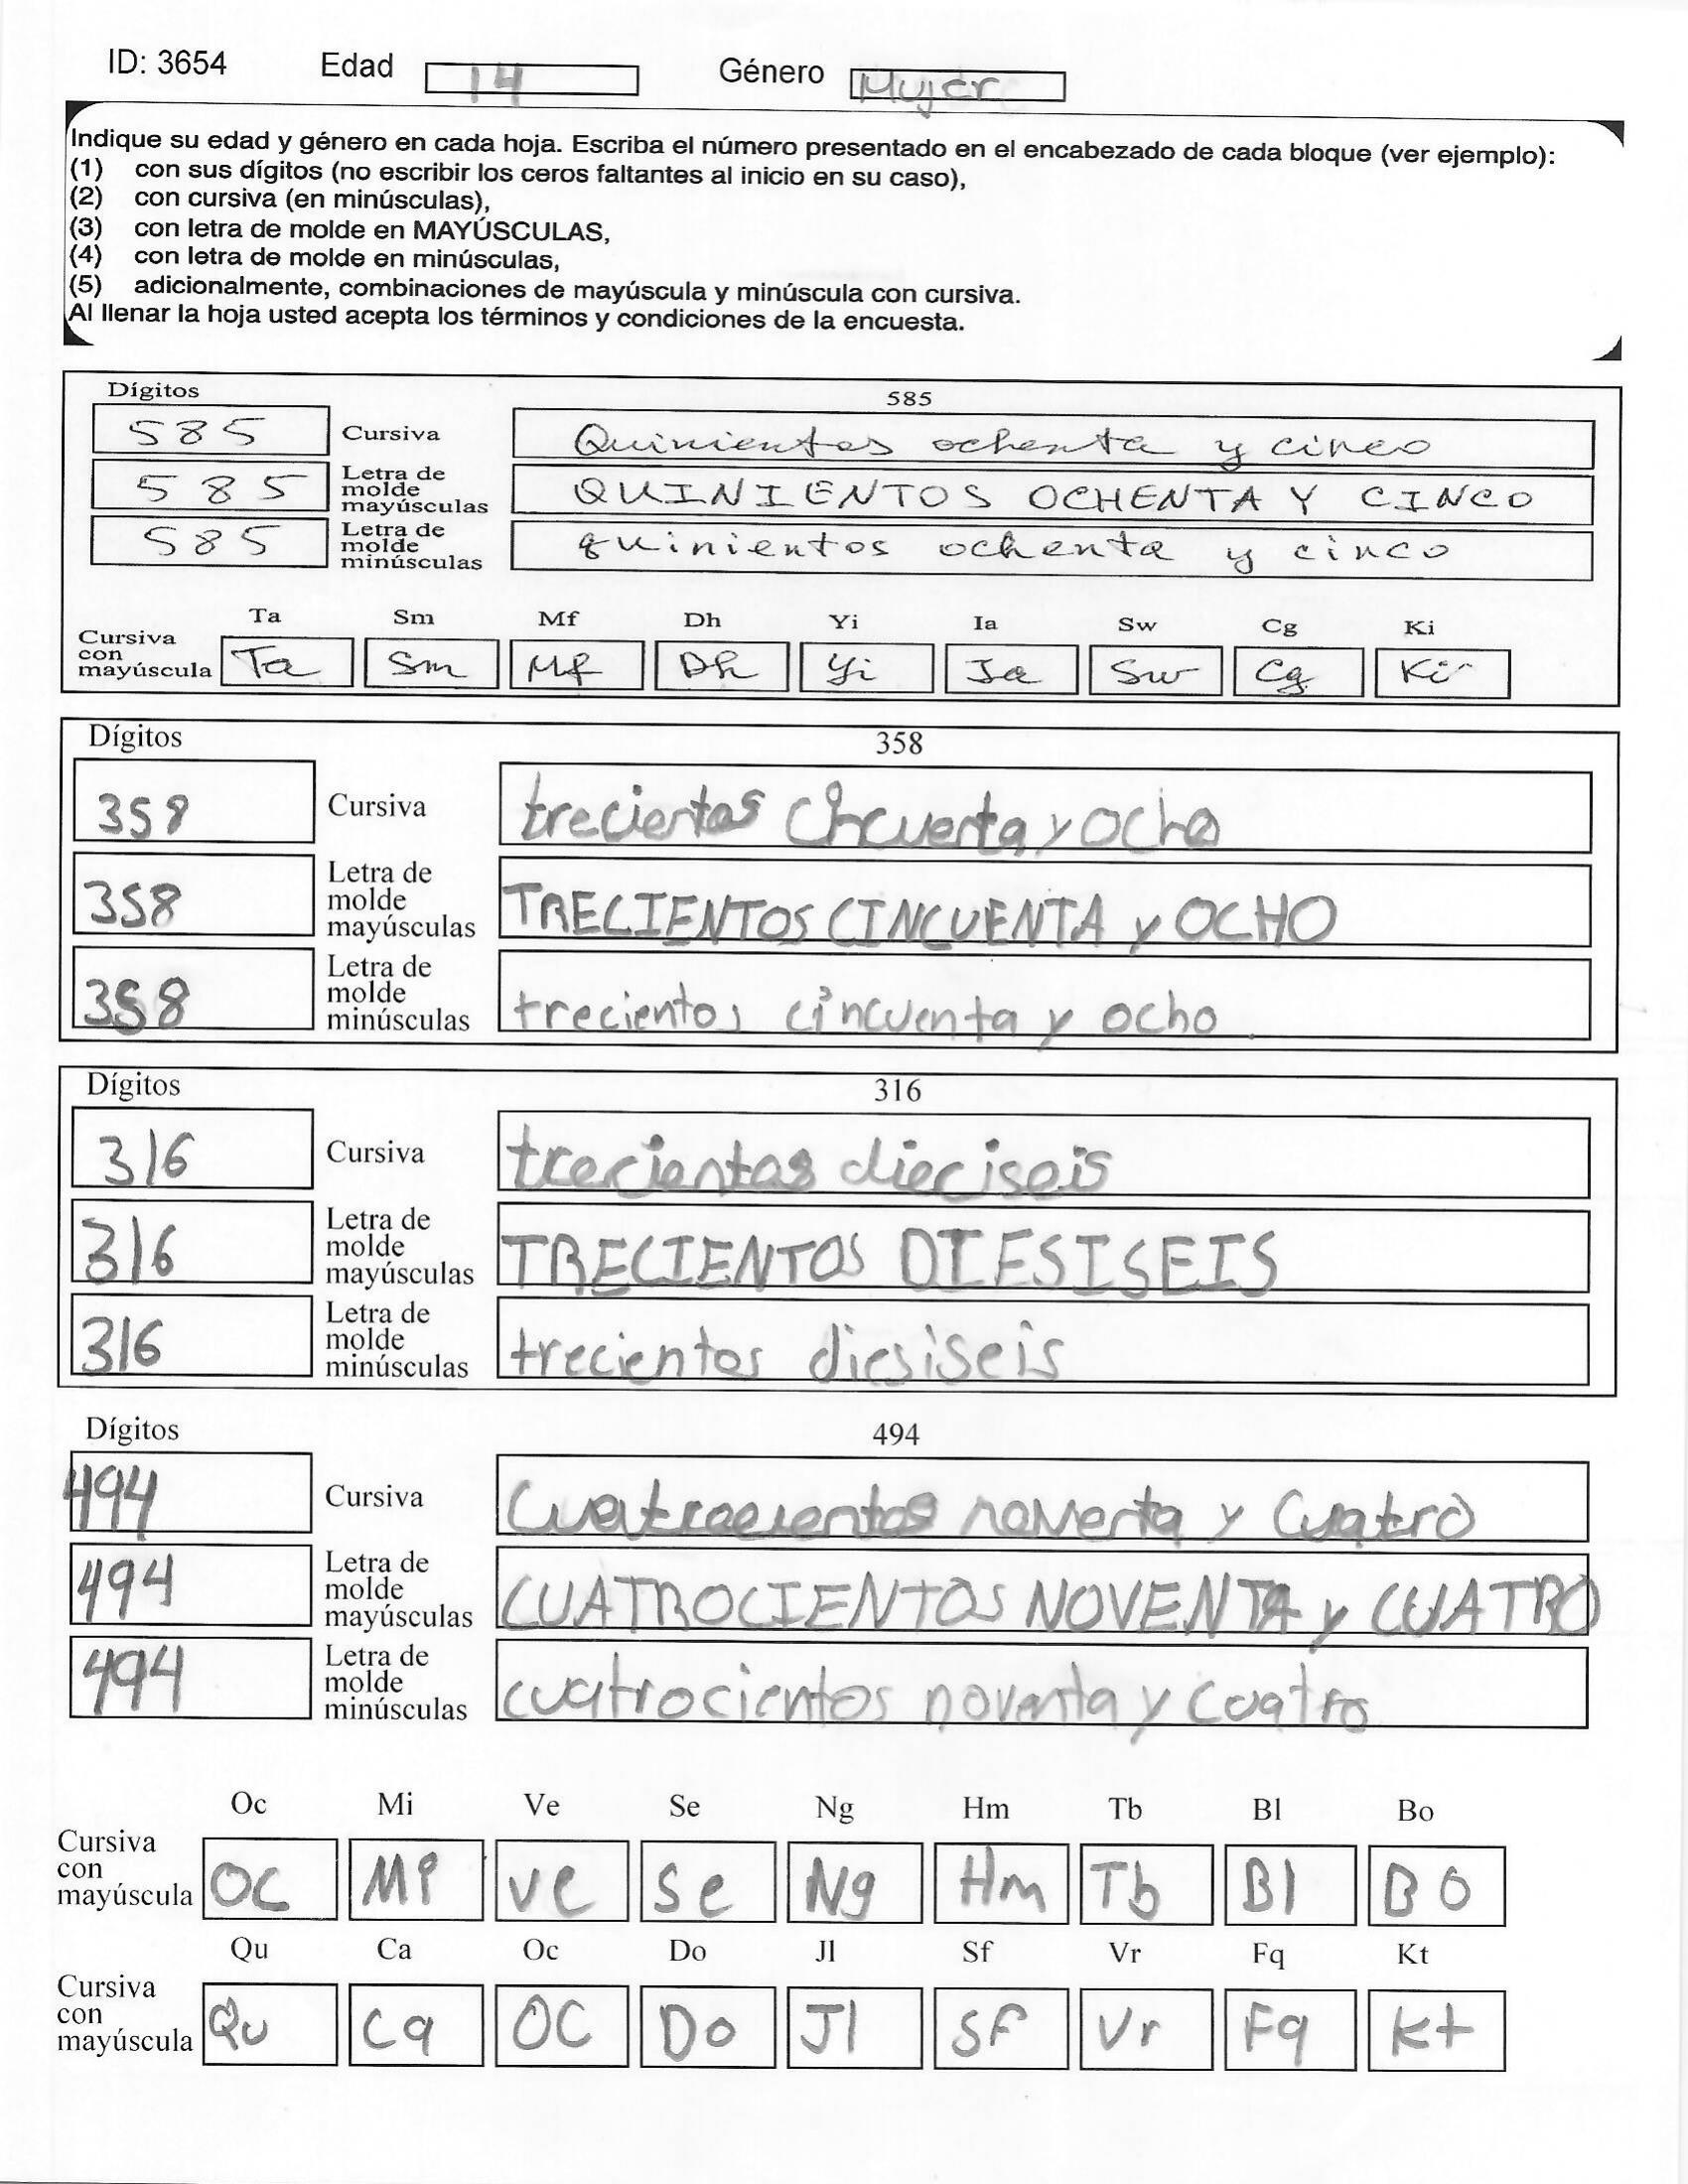 ID: 3654 Edad 14 Género Mujer
Indique su edad y género en cada hoja. Escriba el número presentado en el encabezado de cada bloque (ver ejemplo):
(1) con sus dígitos (no escribir los ceros faltantes al inicio en su caso),
(2) con cursiva (en minúsculas),
(3) con letra de molde en MAYÚSCULAS,
(4) con letra de molde en minúsculas,
(5) adicionalmente, combinaciones de mayúscula y minúscula con cursiva.
Al llenar la hoja usted acepta los términos y condiciones de la encuesta.
Dígitos 585
585 Cursiva Quinientos ochenta y cinco
585 Letra de molde mayúsculas QUINIENTOS OCHENTA Y CINCO
585 Letra de molde minúsculas quinientos ochenta y cinco
Ta Sm Mf Dh Yi Ia Sw Cg Ki
Cursiva con mayúscula Ta Sm Mf Dh Yi Ia Sw Cg Ki
Dígitos 358
358 Cursiva trecientos cincuenta y ocho
358 Letra de molde mayúsculas TRECIENTOS CINCUENTA y OCHO
358 Letra de molde minúsculas trecientos cincuenta y ocho
Dígitos 316
316 Cursiva trecientos dieciseis
316 Letra de molde mayúsculas TRECIENTOS DIESISEIS
316 Letra de molde minúsculas trecientos diesiseis
Dígitos 494
494 Cursiva Cuatrocientos noventa y Cuatro
494 Letra de molde mayúsculas CUATROCIENTOS NOVENTA y CUATRO
494 Letra de molde minúsculas cuatrocientos noventa y cuatro
Oc Mi Ve Se Ng Hm Tb Bl Bo
Cursiva con mayúscula OC Mi ve Se Ng Hm Tb Bl BO
Qu Ca Oc Do Jl Sf Vr Fq Kt
Cursiva con mayúscula Qu Ca OC Do Jl Sf Vr Fq Kt